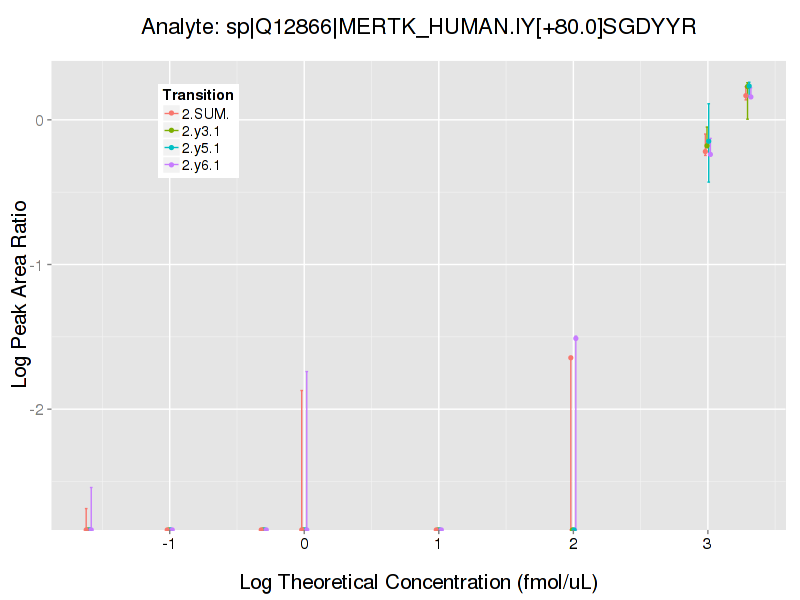 Analyte: sp|Q12866|MERTK_HUMAN.IY[+80.0]SGDYYR
Transition
2.SUM.
2.y3.1
2.y5.1
2.y6.1
Log Peak Area Ratio
0
-1
-2
-1 0 1 2 3
Log Theoretical Concentration (fmol/uL)